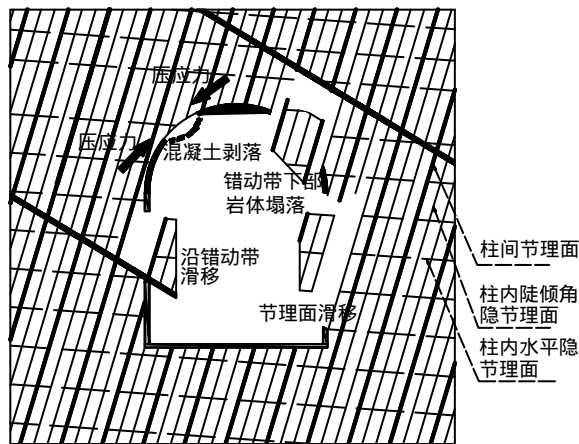 压应力
压应力
混凝土剥落
错动带下部
岩体塌落
沿错动带
滑移
节理面滑移
柱间节理面
柱内陡倾角
隐节理面
柱内水平隐
节理面